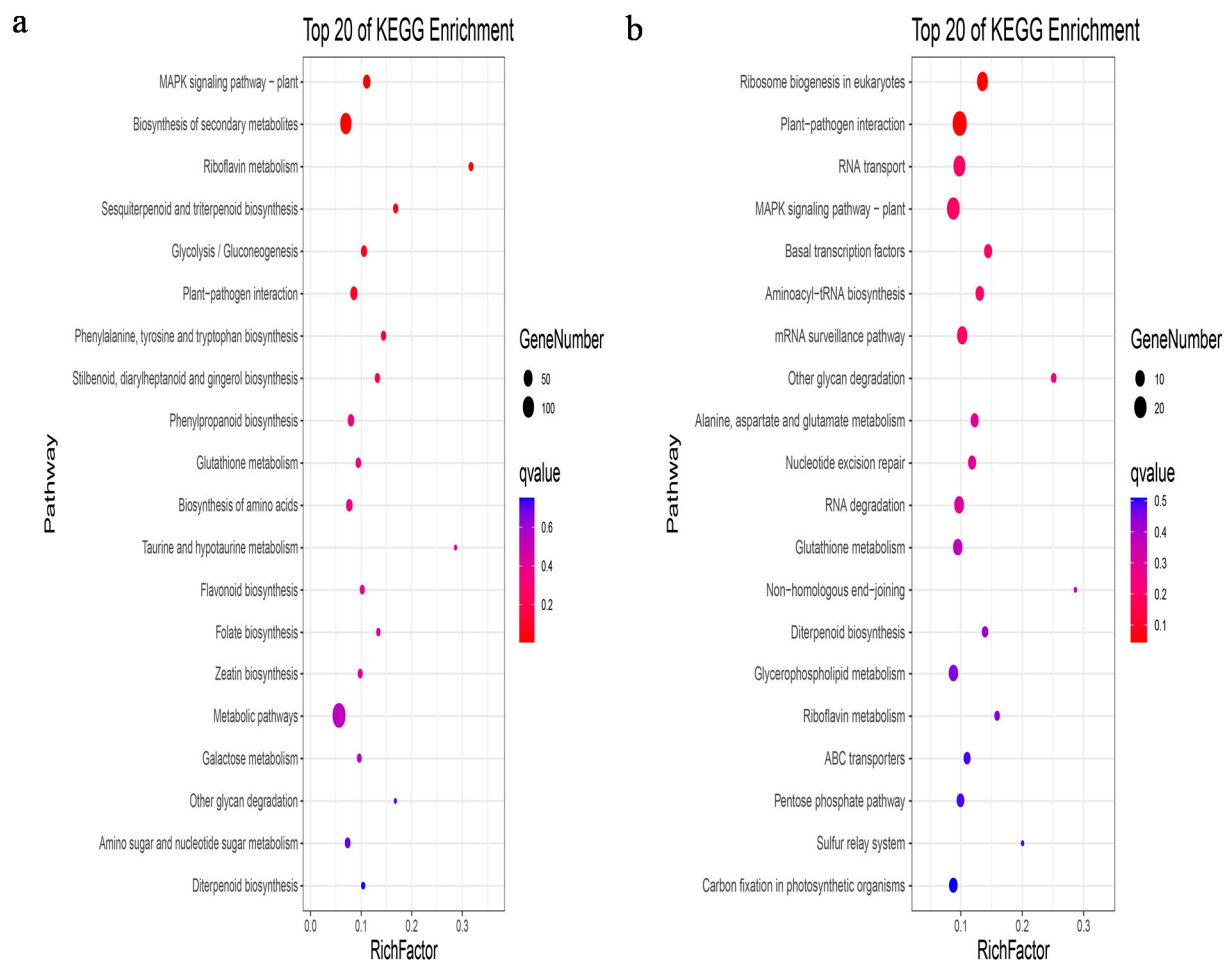 a
Top 20 of KEGG Enrichment
MAPK signaling pathway − plant
Biosynthesis of secondary metabolites
Riboflavin metabolism
Sesquiterpenoid and triterpenoid biosynthesis
Glycolysis / Gluconeogenesis
Plant−pathogen interaction
Phenylalanine, tyrosine and tryptophan biosynthesis
Stilbenoid, diarylheptanoid and gingerol biosynthesis
Phenylpropanoid biosynthesis
Glutathione metabolism
Biosynthesis of amino acids
Taurine and hypotaurine metabolism
Flavonoid biosynthesis
Folate biosynthesis
Zeatin biosynthesis
Metabolic pathways
Galactose metabolism
Other glycan degradation
Amino sugar and nucleotide sugar metabolism
Diterpenoid biosynthesis
Pathway
0.0 0.1 0.2 0.3
RichFactor
GeneNumber
50
100
qvalue
0.6
0.4
0.2
b
Top 20 of KEGG Enrichment
Ribosome biogenesis in eukaryotes
Plant−pathogen interaction
RNA transport
MAPK signaling pathway − plant
Basal transcription factors
Aminoacyl−tRNA biosynthesis
mRNA surveillance pathway
Other glycan degradation
Alanine, aspartate and glutamate metabolism
Nucleotide excision repair
RNA degradation
Glutathione metabolism
Non−homologous end−joining
Diterpenoid biosynthesis
Glycerophospholipid metabolism
Riboflavin metabolism
ABC transporters
Pentose phosphate pathway
Sulfur relay system
Carbon fixation in photosynthetic organisms
Pathway
0.1 0.2 0.3
RichFactor
GeneNumber
10
20
qvalue
0.5
0.4
0.3
0.2
0.1